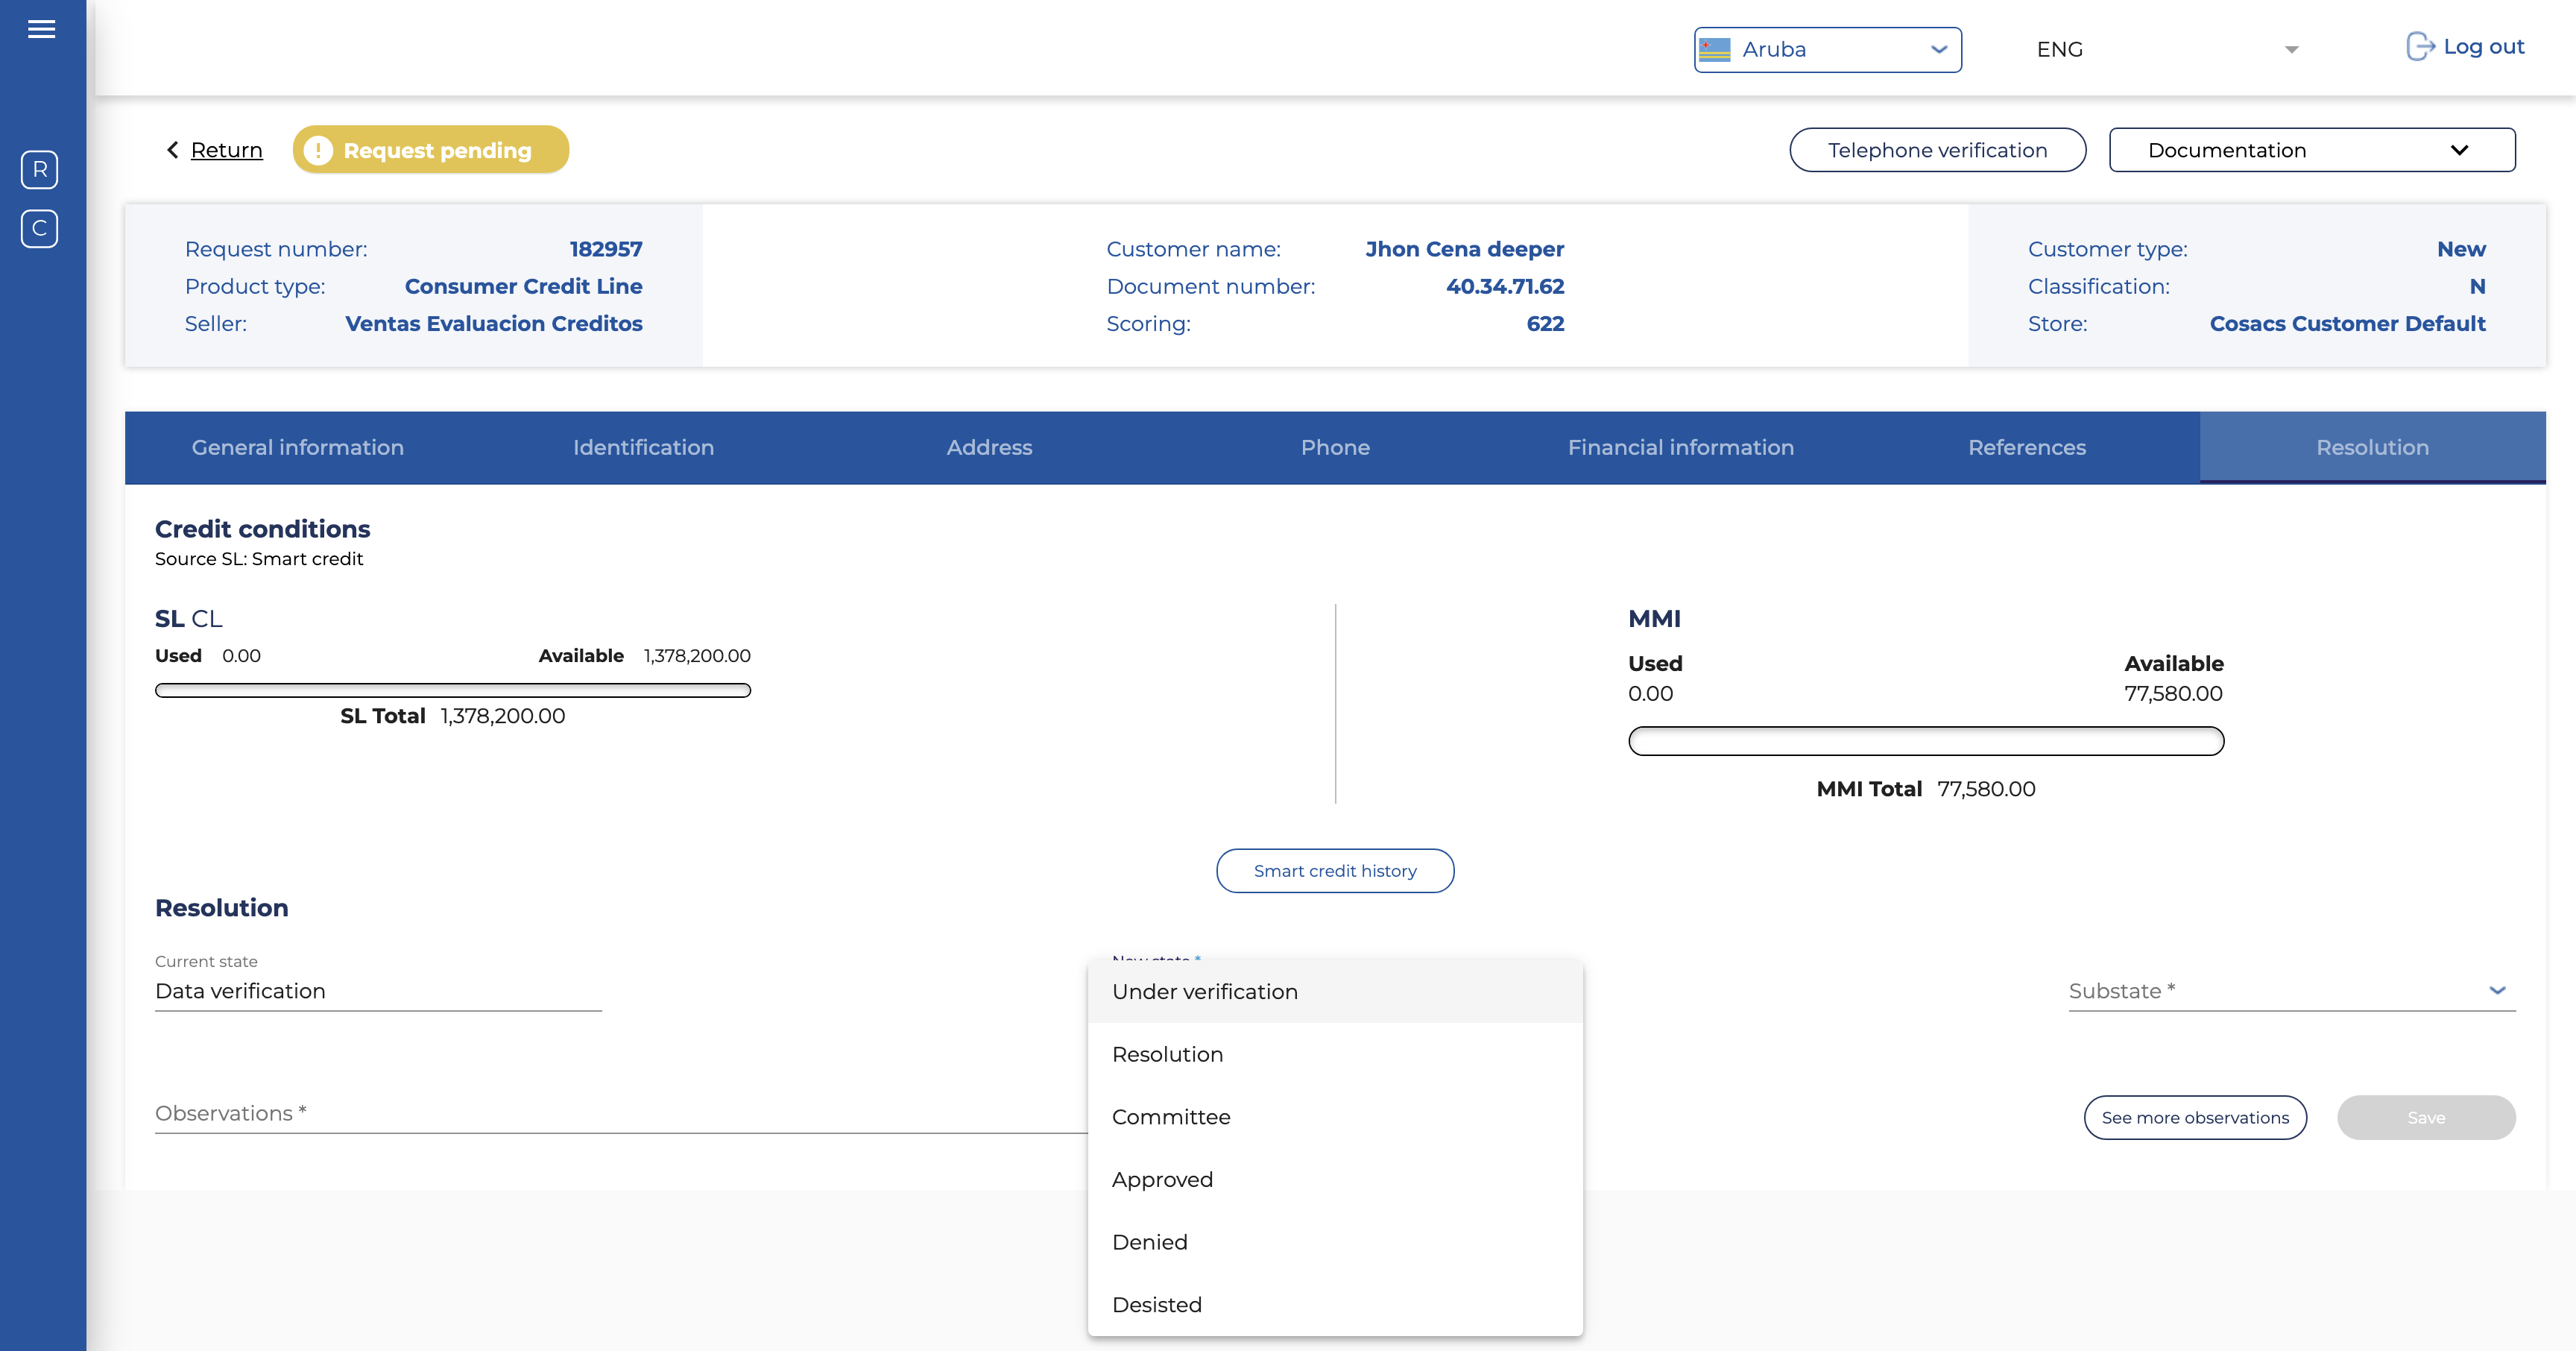 Aruba
ENG
Log out
R
C
Return
Request pending
Telephone verification
Documentation
Request number: 182957
Product type: Consumer Credit Line
Seller: Ventas Evaluacion Creditos
Customer name: Jhon Cena deeper
Document number: 40.34.71.62
Scoring: 622
Customer type: New
Classification: N
Store: Cosacs Customer Default
General information
Identification
Address
Phone
Financial information
References
Resolution
Credit conditions
Source SL: Smart credit
SL CL
Used 0.00 Available 1,378,200.00
SL Total 1,378,200.00
MMI
Used Available
0.00 77,580.00
MMI Total 77,580.00
Smart credit history
Resolution
Current state
Data verification
New state *
Under verification
Resolution
Committee
Approved
Denied
Desisted
Substate *
Observations *
See more observations
Save